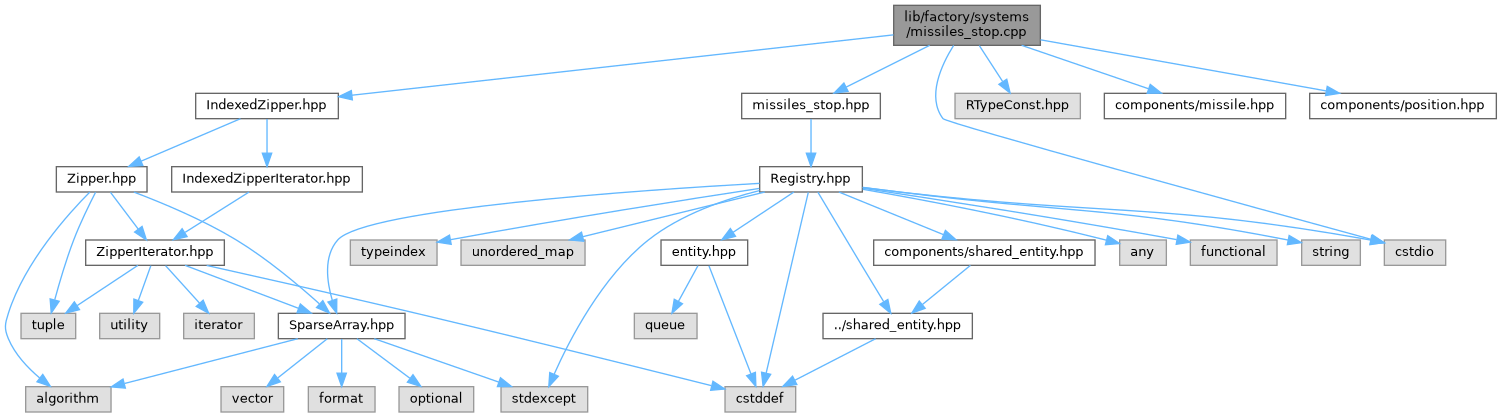 lib/factory/systems
/missiles_stop.cpp
IndexedZipper.hpp
missiles_stop.hpp
RTypeConst.hpp
components/missile.hpp
components/position.hpp
Zipper.hpp
IndexedZipperIterator.hpp
Registry.hpp
ZipperIterator.hpp
typeindex
unordered_map
entity.hpp
components/shared_entity.hpp
any
functional
string
cstdio
tuple
utility
iterator
SparseArray.hpp
queue
../shared_entity.hpp
algorithm
vector
format
optional
stdexcept
cstddef